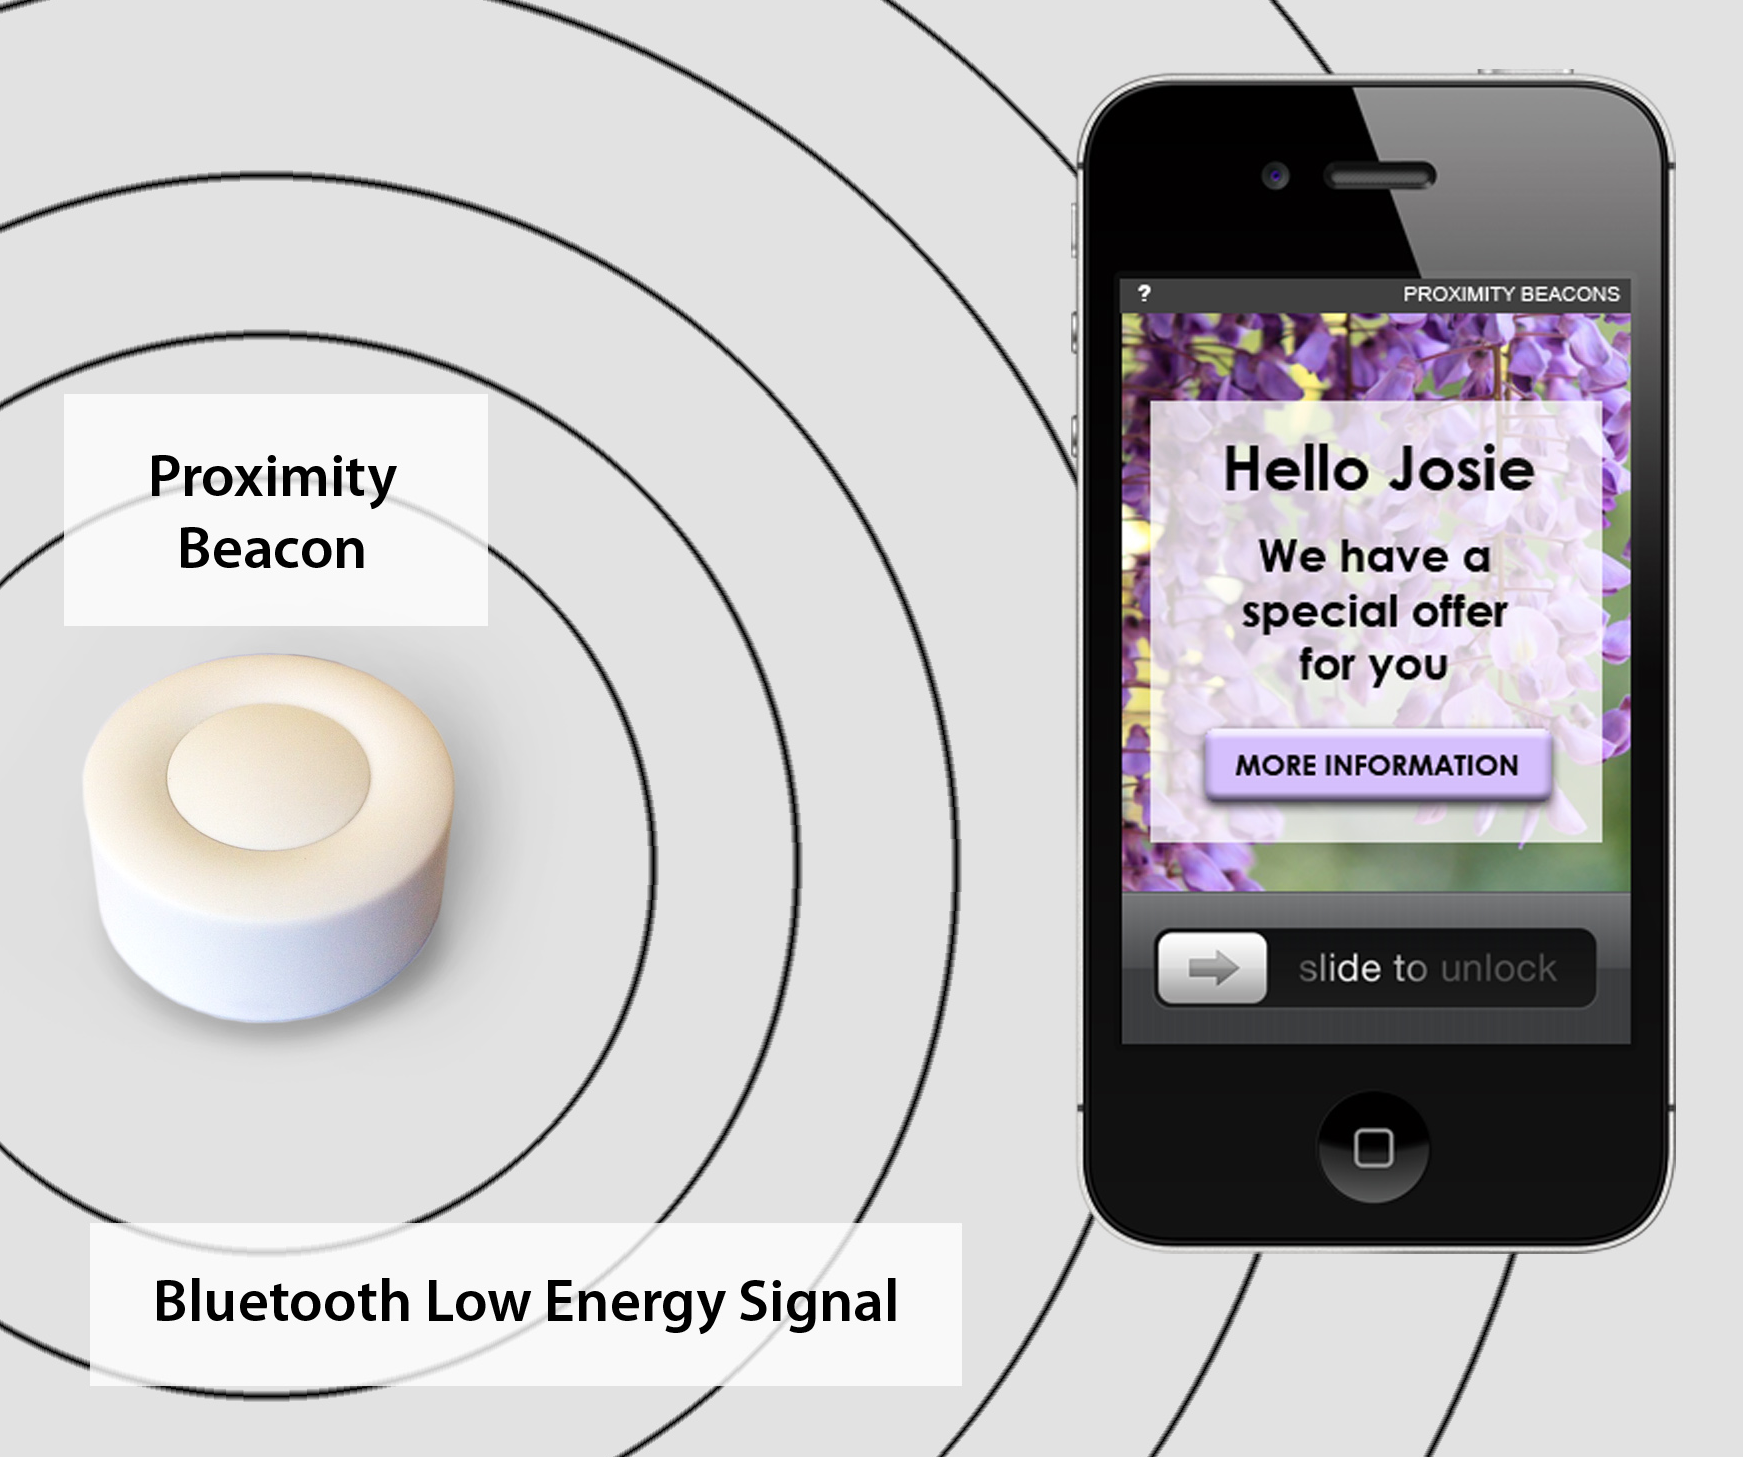 Proximity
Beacon
Bluetooth Low Energy Signal
?
PROXIMITY BEACONS
Hello Josie
We have a
special offer
for you
MORE INFORMATION
slide to unlock